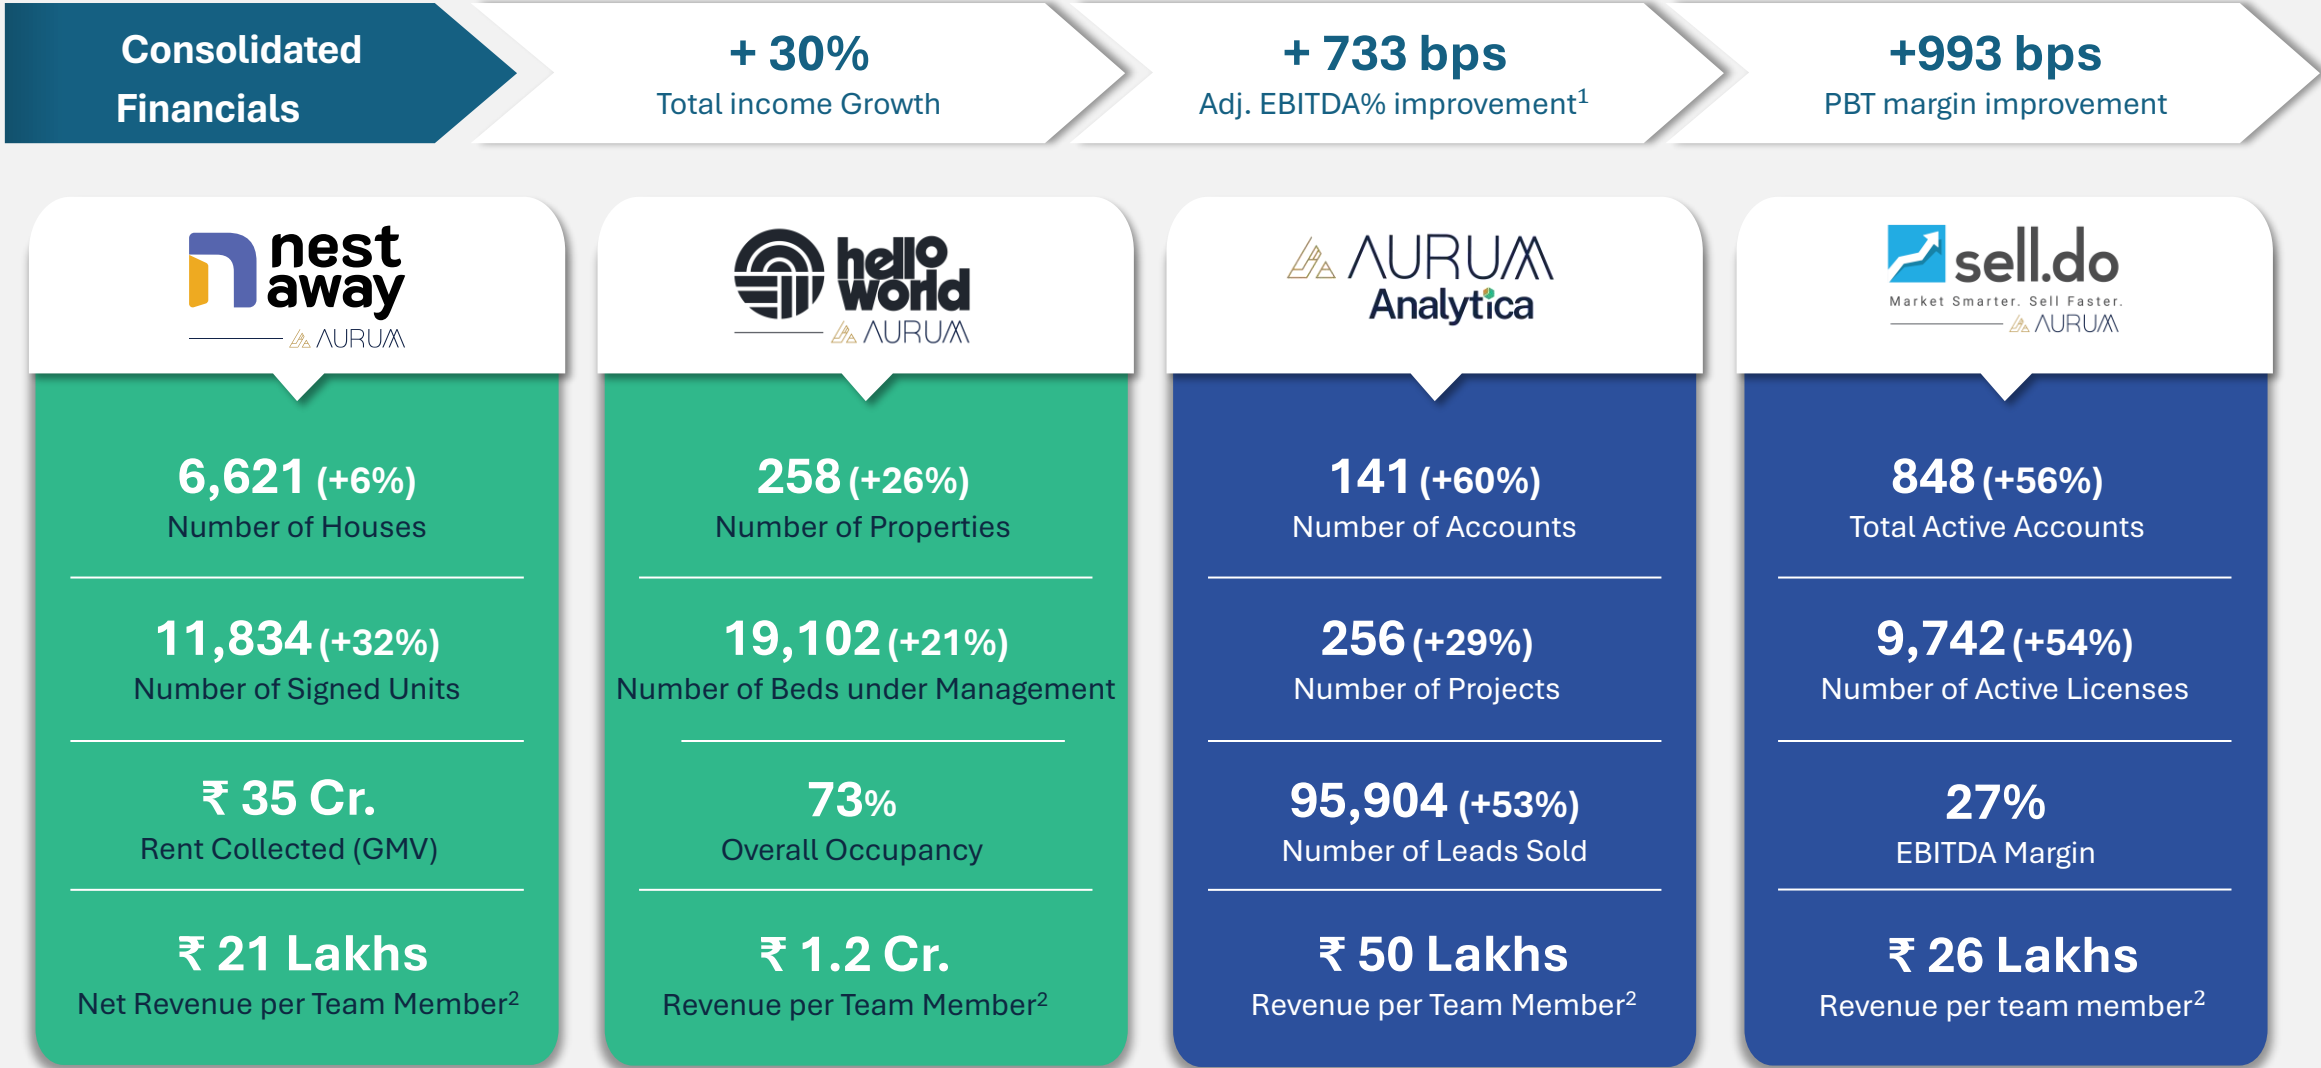 Consolidated
Financials
+ 30%
Total income Growth
+ 733 bps
Adj. EBITDA% improvement¹
+993 bps
PBT margin improvement
nest
away
AURUM
6,621 (+6%)
Number of Houses
11,834 (+32%)
Number of Signed Units
₹ 35 Cr.
Rent Collected (GMV)
₹ 21 Lakhs
Net Revenue per Team Member²
hello
world
AURUM
258 (+26%)
Number of Properties
19,102 (+21%)
Number of Beds under Management
73%
Overall Occupancy
₹ 1.2 Cr.
Revenue per Team Member²
AURUM
Analytica
141 (+60%)
Number of Accounts
256 (+29%)
Number of Projects
95,904 (+53%)
Number of Leads Sold
₹ 50 Lakhs
Revenue per Team Member²
sell.do
Market Smarter. Sell Faster.
AURUM
848 (+56%)
Total Active Accounts
9,742 (+54%)
Number of Active Licenses
27%
EBITDA Margin
₹ 26 Lakhs
Revenue per team member²